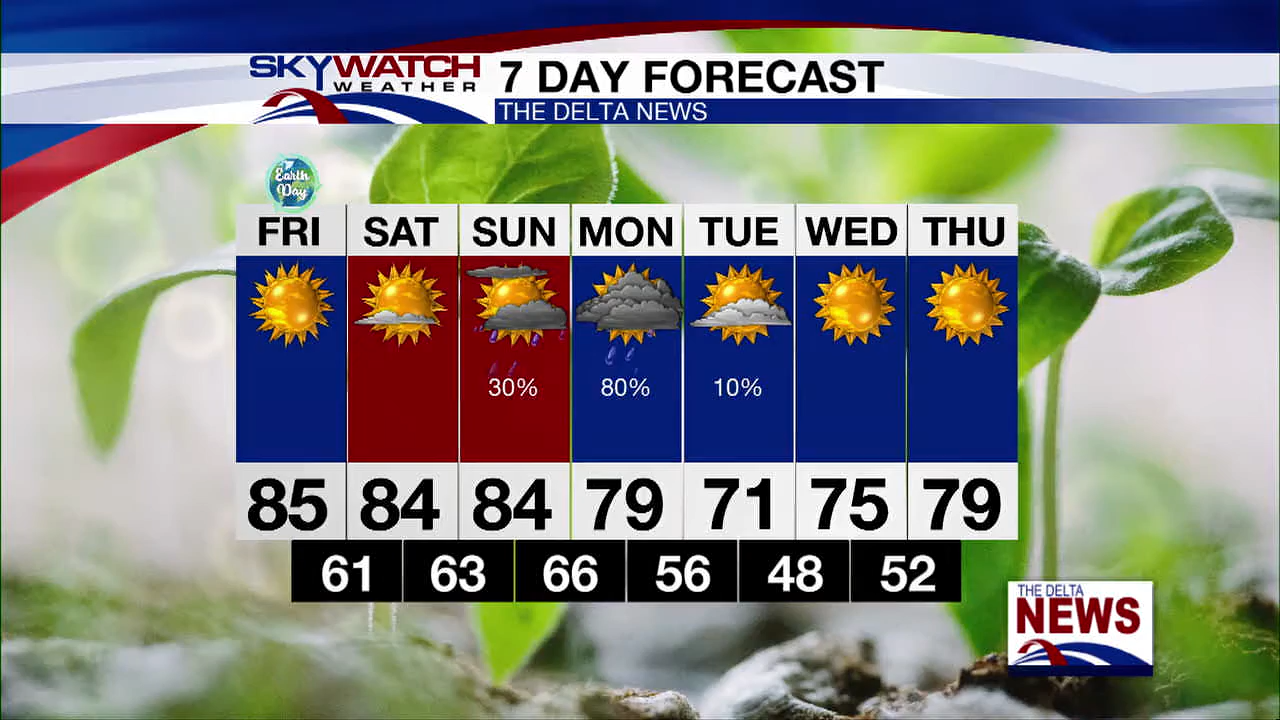 SKYWATCH
WEATHER
7 DAY FORECAST
THE DELTA NEWS
Earth
Day
FRI SAT SUN MON TUE WED THU
30% 80% 10%
85 84 84 79 71 75 79
61 63 66 56 48 52
THE DELTA
NEWS